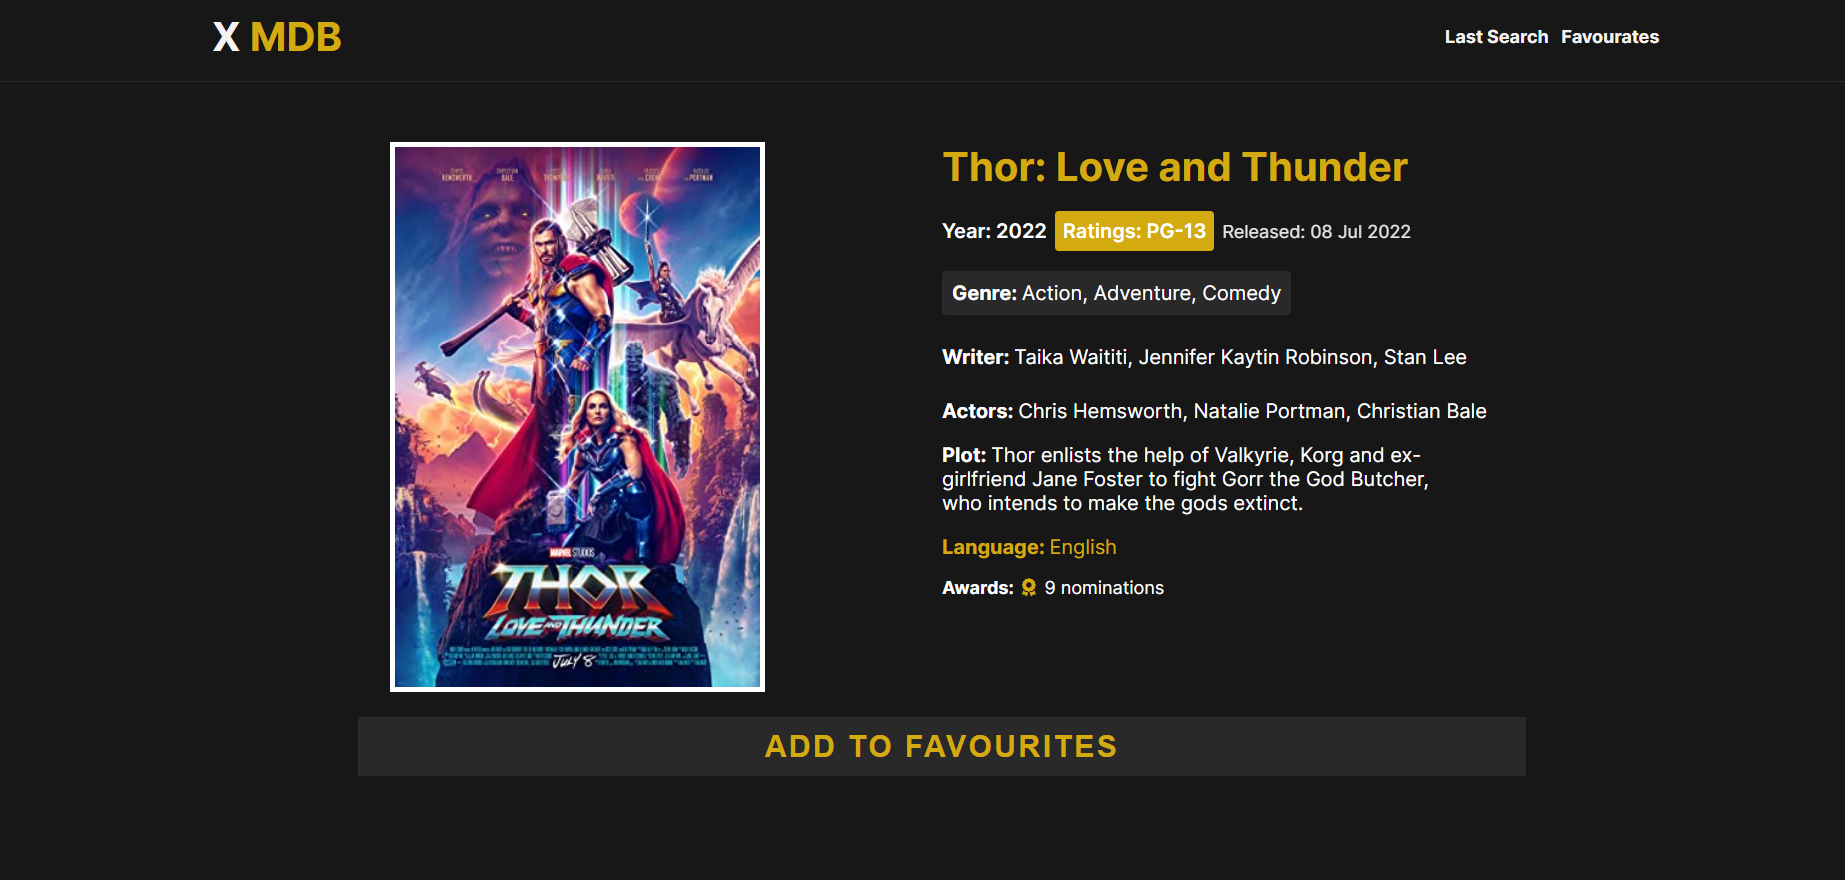 X MDB
Last Search Favourates
Thor: Love and Thunder
Year: 2022 Ratings: PG-13 Released: 08 Jul 2022
Genre: Action, Adventure, Comedy
Writer: Taika Waititi, Jennifer Kaytin Robinson, Stan Lee
Actors: Chris Hemsworth, Natalie Portman, Christian Bale
Plot: Thor enlists the help of Valkyrie, Korg and ex-
girlfriend Jane Foster to fight Gorr the God Butcher,
who intends to make the gods extinct.
Language: English
Awards: 9 nominations
MARVEL STUDIOS
THOR
LOVE AND THUNDER
JULY 8
ADD TO FAVOURITES